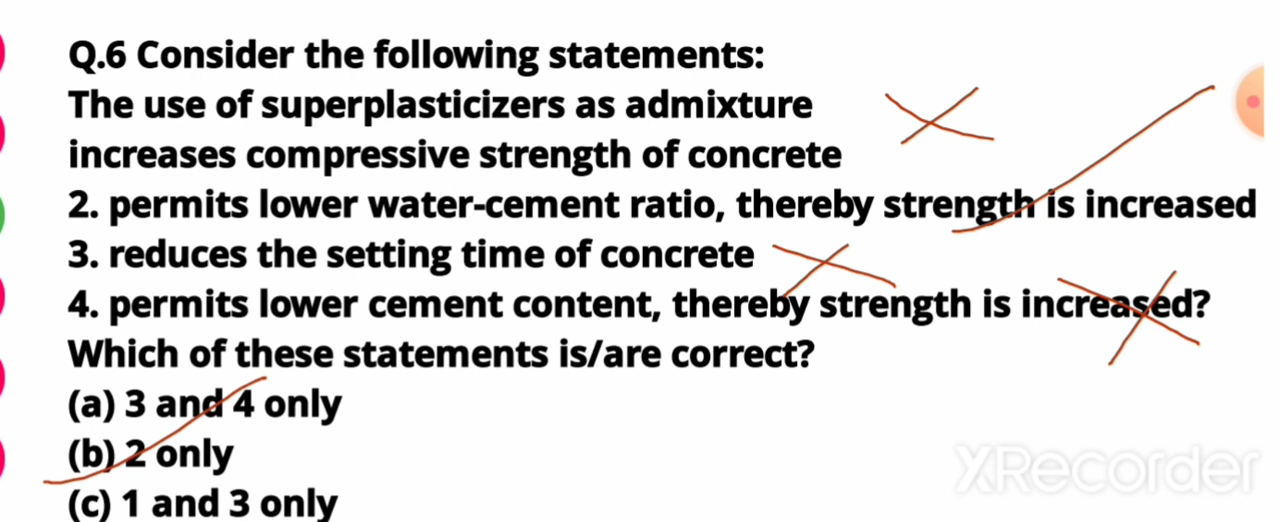 Q.6 Consider the following statements:
The use of superplasticizers as admixture
increases compressive strength of concrete
2. permits lower water-cement ratio, thereby strength is increased
3. reduces the setting time of concrete
4. permits lower cement content, thereby strength is increased?
Which of these statements is/are correct?
(a) 3 and 4 only
(b) 2 only
(c) 1 and 3 only
XRecorder